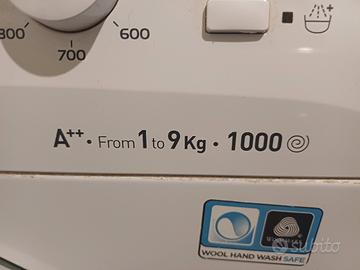 800
700
600
A++ • From 1 to 9 Kg • 1000
WOOL HAND WASH SAFE
subito